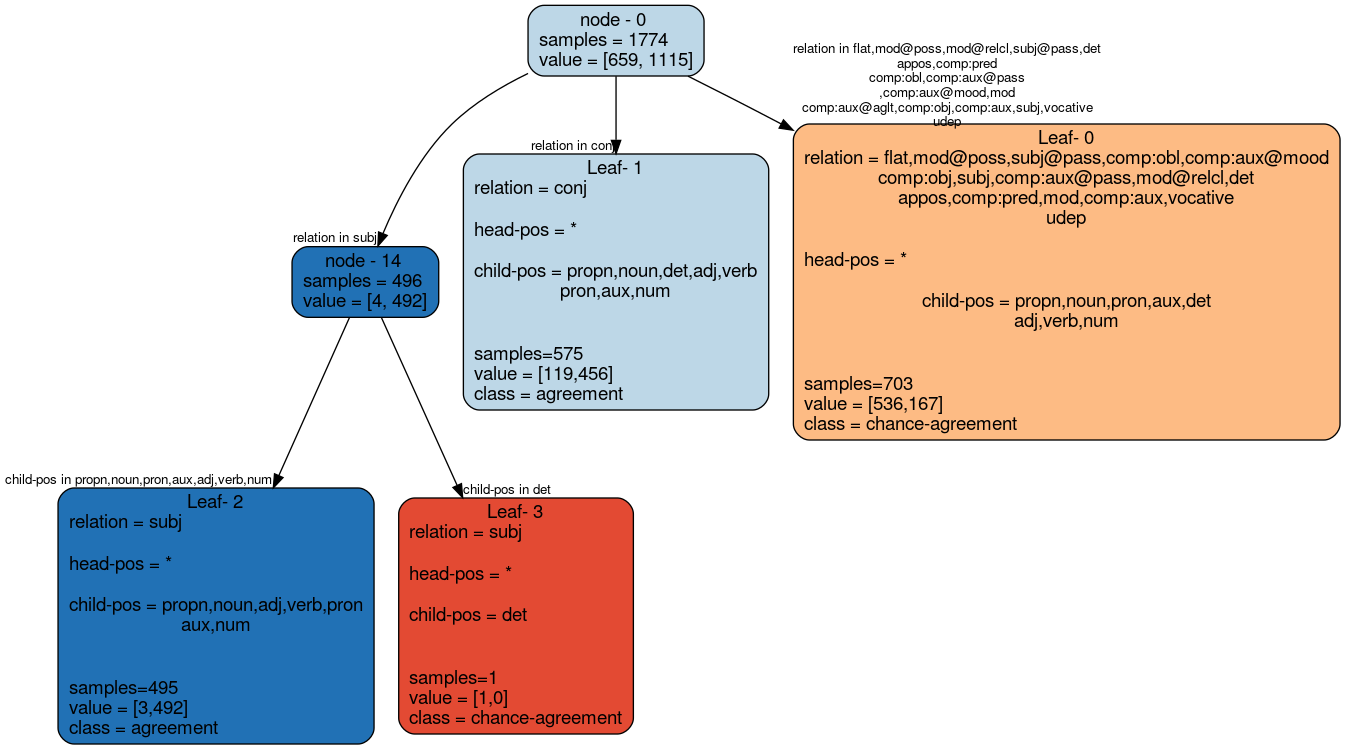 node - 0
samples = 1774
value = [659, 1115]
relation in flat,mod@poss,mod@relcl,subj@pass,det
appos,comp:pred
comp:obl,comp:aux@pass
,comp:aux@mood,mod
comp:aux@aglt,comp:obj,comp:aux,subj,vocative
udep
relation in conj
Leaf- 1
relation = conj
head-pos = *
child-pos = propn,noun,det,adj,verb
pron,aux,num
samples=575
value = [119,456]
class = agreement
Leaf- 0
relation = flat,mod@poss,subj@pass,comp:obl,comp:aux@mood
comp:obj,subj,comp:aux@pass,mod@relcl,det
appos,comp:pred,mod,comp:aux,vocative
udep
head-pos = *
child-pos = propn,noun,pron,aux,det
adj,verb,num
samples=703
value = [536,167]
class = chance-agreement
relation in subj
node - 14
samples = 496
value = [4, 492]
child-pos in propn,noun,pron,aux,adj,verb,num
Leaf- 2
relation = subj
head-pos = *
child-pos = propn,noun,adj,verb,pron
aux,num
samples=495
value = [3,492]
class = agreement
child-pos in det
Leaf- 3
relation = subj
head-pos = *
child-pos = det
samples=1
value = [1,0]
class = chance-agreement